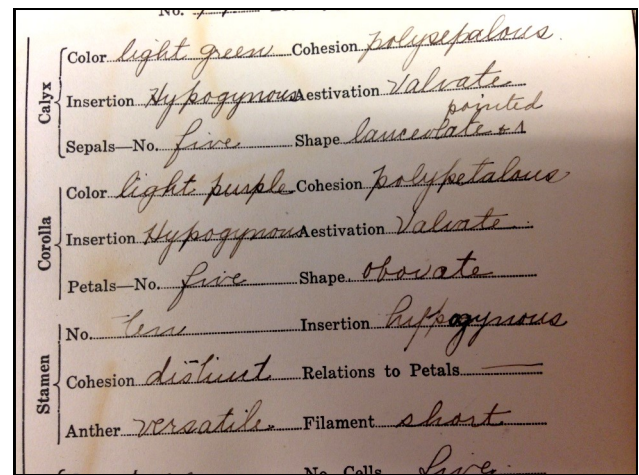 No.
Calyx
Color light green Cohesion polysepalous
Insertion Hypogynous Aestivation Valvate
pointed
Sepals—No. five Shape lanceolate &
Corolla
Color light purple Cohesion polypetalous
Insertion Hypogynous Aestivation Valvate
Petals—No. five Shape obovate
Stamen
No. ten Insertion hypogynous
Cohesion distinct Relations to Petals —
Anther versatile. Filament short
No. Cells five